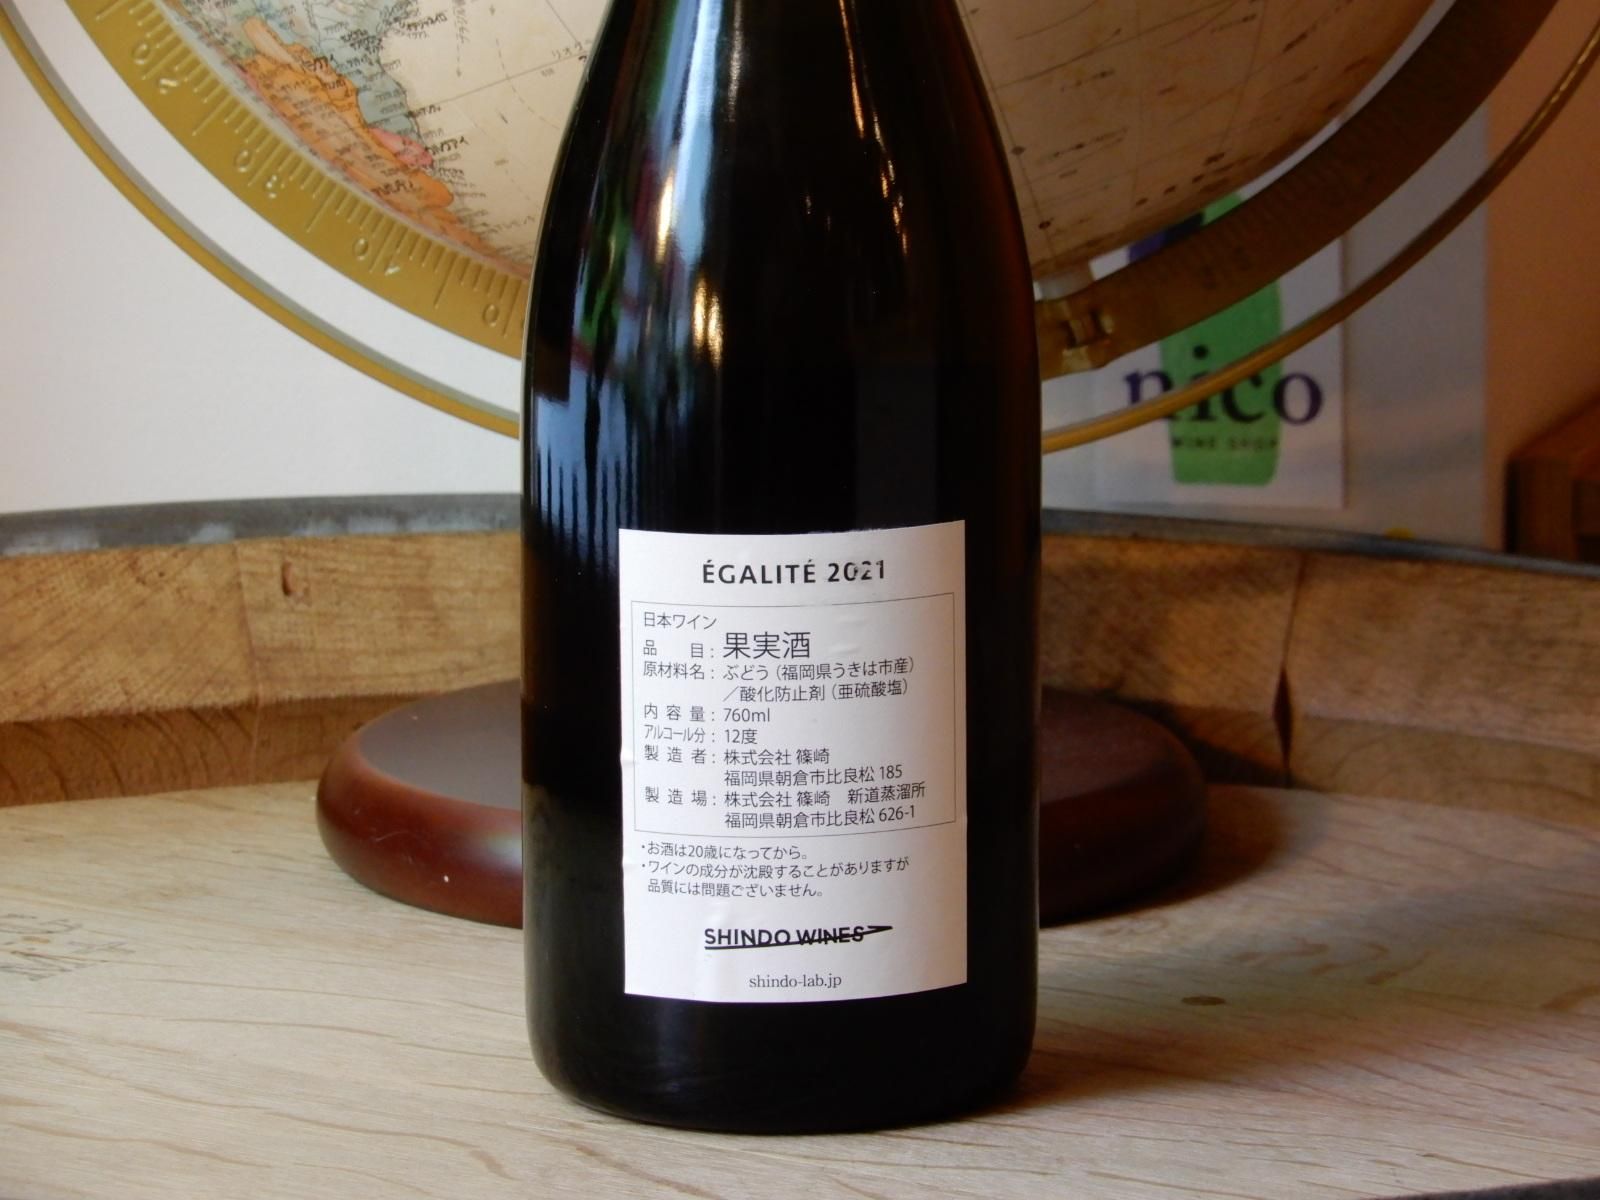 nico
WINE SHOP
ÉGALITÉ 2021
日本ワイン
品 目：果実酒
原材料名：ぶどう（福岡県うきは市産）
／酸化防止剤（亜硫酸塩）
内容量：760ml
アルコール分：12度
製造者：株式会社 篠崎
福岡県朝倉市比良松 185
製造場：株式会社 篠崎 新道蒸溜所
福岡県朝倉市比良松 626-1
・お酒は20歳になってから。
・ワインの成分が沈殿することがありますが
品質には問題ございません。
SHINDO WINES
shindo-lab.jp